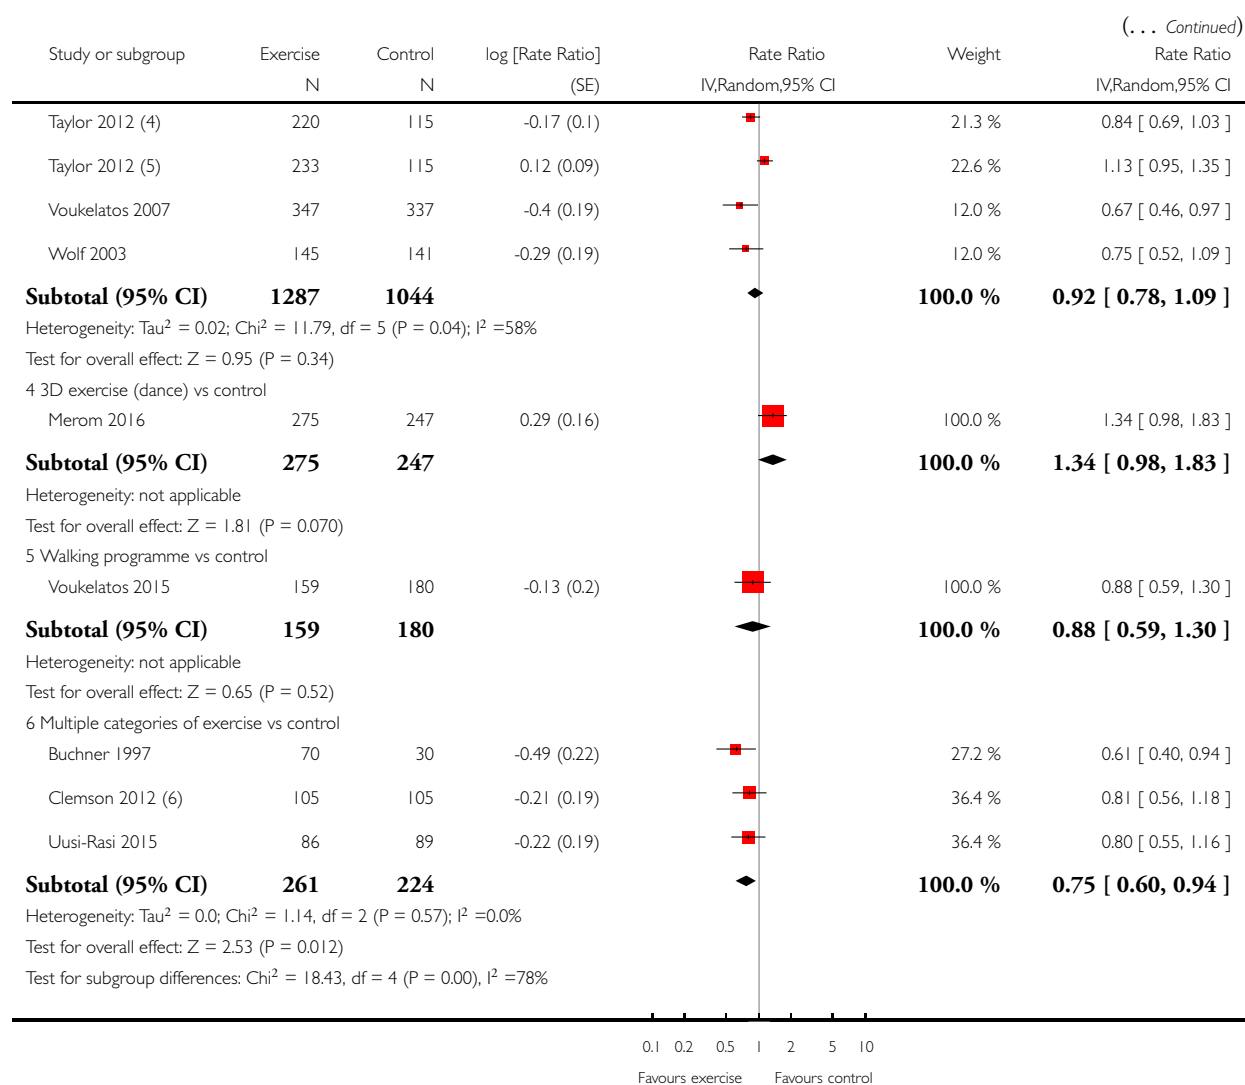 (... Continued)
Study or subgroup Exercise Control log [Rate Ratio] Rate Ratio Weight Rate Ratio
N N (SE) IV,Random,95% CI IV,Random,95% CI
Taylor 2012 (4) 220 115 -0.17 (0.1) 21.3 % 0.84 [ 0.69, 1.03 ]
Taylor 2012 (5) 233 115 0.12 (0.09) 22.6 % 1.13 [ 0.95, 1.35 ]
Voukelatos 2007 347 337 -0.4 (0.19) 12.0 % 0.67 [ 0.46, 0.97 ]
Wolf 2003 145 141 -0.29 (0.19) 12.0 % 0.75 [ 0.52, 1.09 ]
Subtotal (95% CI) 1287 1044 100.0 % 0.92 [ 0.78, 1.09 ]
Heterogeneity: Tau² = 0.02; Chi² = 11.79, df = 5 (P = 0.04); I² =58%
Test for overall effect: Z = 0.95 (P = 0.34)
4 3D exercise (dance) vs control
Merom 2016 275 247 0.29 (0.16) 100.0 % 1.34 [ 0.98, 1.83 ]
Subtotal (95% CI) 275 247 100.0 % 1.34 [ 0.98, 1.83 ]
Heterogeneity: not applicable
Test for overall effect: Z = 1.81 (P = 0.070)
5 Walking programme vs control
Voukelatos 2015 159 180 -0.13 (0.2) 100.0 % 0.88 [ 0.59, 1.30 ]
Subtotal (95% CI) 159 180 100.0 % 0.88 [ 0.59, 1.30 ]
Heterogeneity: not applicable
Test for overall effect: Z = 0.65 (P = 0.52)
6 Multiple categories of exercise vs control
Buchner 1997 70 30 -0.49 (0.22) 27.2 % 0.61 [ 0.40, 0.94 ]
Clemson 2012 (6) 105 105 -0.21 (0.19) 36.4 % 0.81 [ 0.56, 1.18 ]
Uusi-Rasi 2015 86 89 -0.22 (0.19) 36.4 % 0.80 [ 0.55, 1.16 ]
Subtotal (95% CI) 261 224 100.0 % 0.75 [ 0.60, 0.94 ]
Heterogeneity: Tau² = 0.0; Chi² = 1.14, df = 2 (P = 0.57); I² =0.0%
Test for overall effect: Z = 2.53 (P = 0.012)
Test for subgroup differences: Chi² = 18.43, df = 4 (P = 0.00), I² =78%
0.1 0.2 0.5 1 2 5 10
Favours exercise Favours control